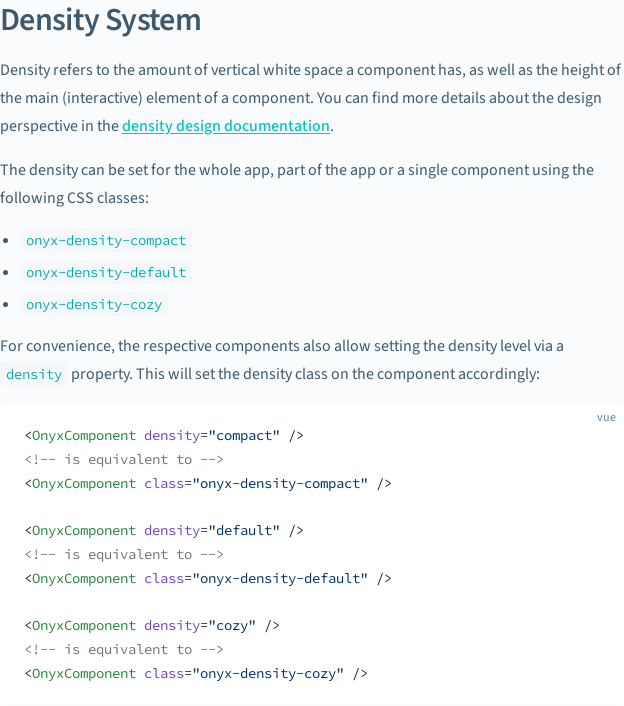 Density System
Density refers to the amount of vertical white space a component has, as well as the height of
the main (interactive) element of a component. You can find more details about the design
perspective in the density design documentation.
The density can be set for the whole app, part of the app or a single component using the
following CSS classes:
• onyx-density-compact
• onyx-density-default
• onyx-density-cozy
For convenience, the respective components also allow setting the density level via a
density property. This will set the density class on the component accordingly:
vue
<OnyxComponent density="compact" />
<!-- is equivalent to -->
<OnyxComponent class="onyx-density-compact" />
<OnyxComponent density="default" />
<!-- is equivalent to -->
<OnyxComponent class="onyx-density-default" />
<OnyxComponent density="cozy" />
<!-- is equivalent to -->
<OnyxComponent class="onyx-density-cozy" />